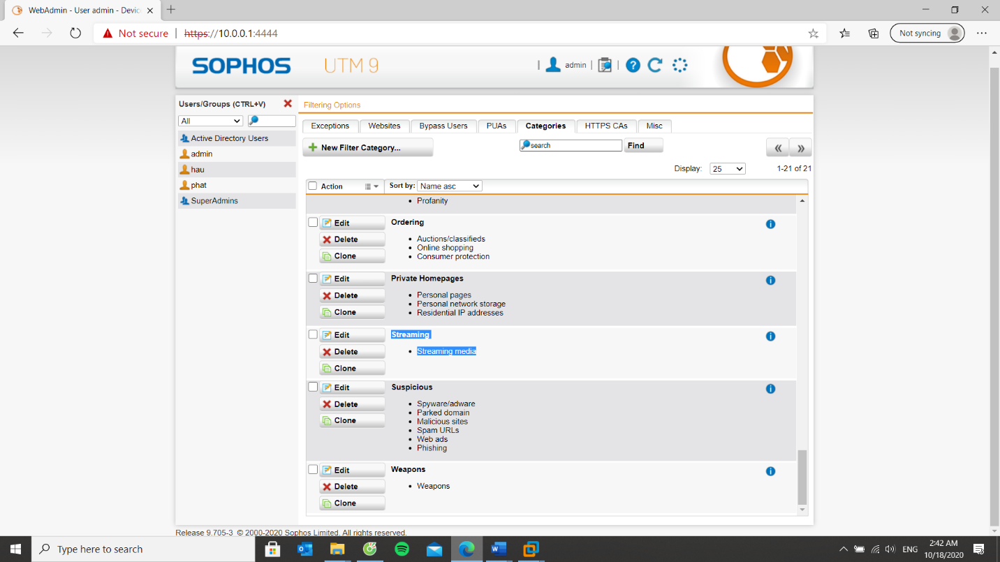 WebAdmin - User admin - Devic
Not secure | https://10.0.0.1:4444
Not syncing
SOPHOS UTM 9
| admin | |
Users/Groups (CTRL+V)
All
Active Directory Users
admin
hau
phat
SuperAdmins
Filtering Options
Exceptions Websites Bypass Users PUAs Categories HTTPS CAs Misc
New Filter Category...
search Find
« »
Display: 25 1-21 of 21
Action Sort by: Name asc
• Profanity
Edit Ordering
Delete • Auctions/classifieds
• Online shopping
Clone • Consumer protection
Edit Private Homepages
Delete • Personal pages
• Personal network storage
Clone • Residential IP addresses
Edit Streaming
Delete • Streaming media
Clone
Edit Suspicious
Delete • Spyware/adware
• Parked domain
Clone • Malicious sites
• Spam URLs
• Web ads
• Phishing
Edit Weapons
Delete • Weapons
Clone
Release 9.705-3 © 2000-2020 Sophos Limited. All rights reserved.
Type here to search
ENG
2:42 AM
10/18/2020